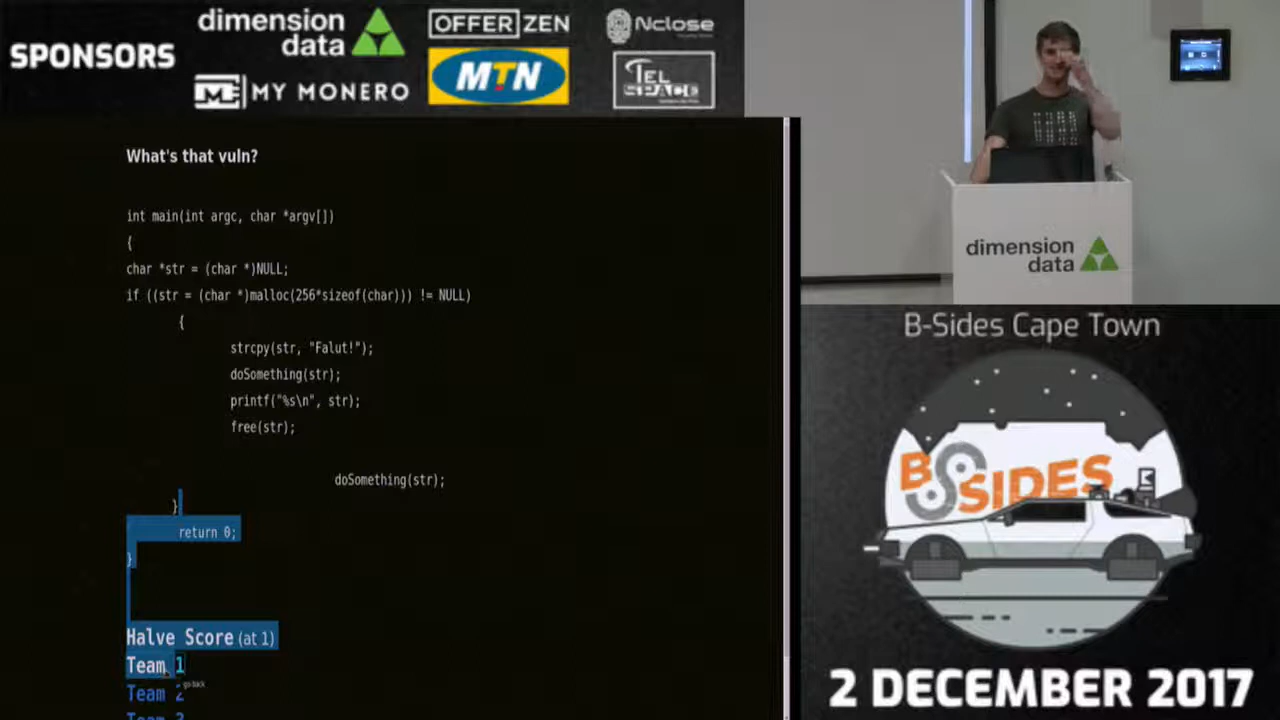 SPONSORS
dimension
data
OFFERZEN
Nclose
MY MONERO
MTN
TEL
SPACE
What's that vuln?
int main(int argc, char *argv[])
{
char *str = (char *)NULL;
if ((str = (char *)malloc(256*sizeof(char))) != NULL)
{
strcpy(str, "Falut!");
doSomething(str);
printf("%s\n", str);
free(str);
doSomething(str);
}
return 0;
}
Halve Score (at 1)
Team 1
Team 2
go back
dimension
data
B-Sides Cape Town
BSIDES
2 DECEMBER 2017